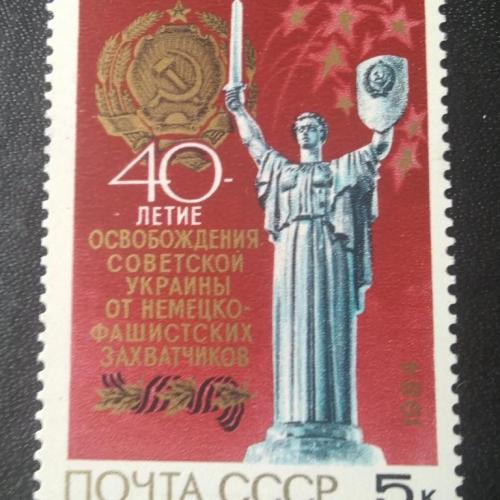 40-
ЛЕТИЕ
ОСВОБОЖДЕНИЯ
СОВЕТСКОЙ
УКРАИНЫ
ОТ НЕМЕЦКО-
ФАШИСТСКИХ
ЗАХВАТЧИКОВ
1984
ПОЧТА СССР 5к